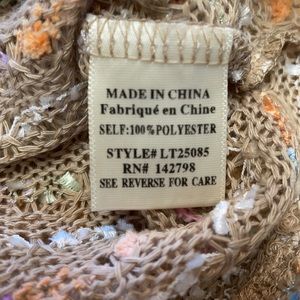 MADE IN CHINA
Fabriqué en Chine
SELF:100%POLYESTER
STYLE# LT25085
RN# 142798
SEE REVERSE FOR CARE